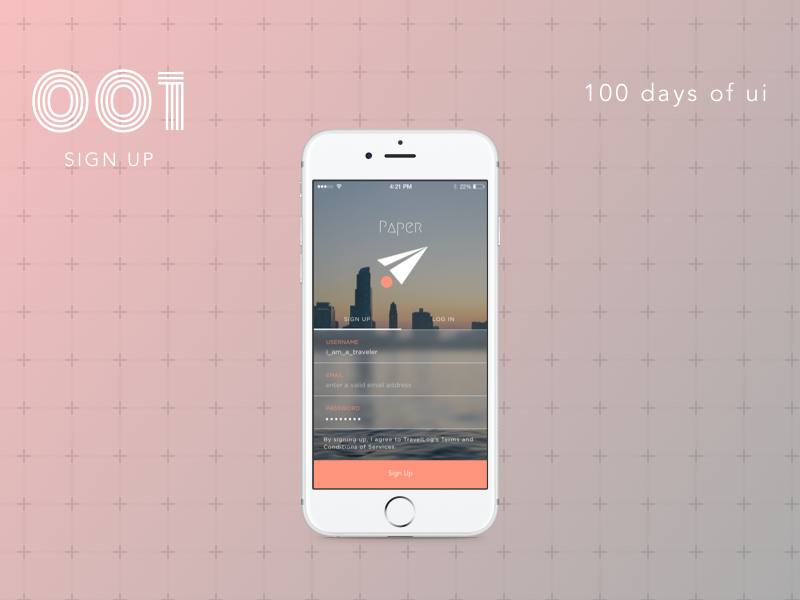 001
SIGN UP
100 days of ui
4:21 PM
22%
PAPER
SIGN UP
LOG IN
USERNAME
i_am_a_traveler
EMAIL
enter a valid email address
PASSWORD
By signing up, I agree to TravelLog's Terms and
Conditions of Services.
Sign Up